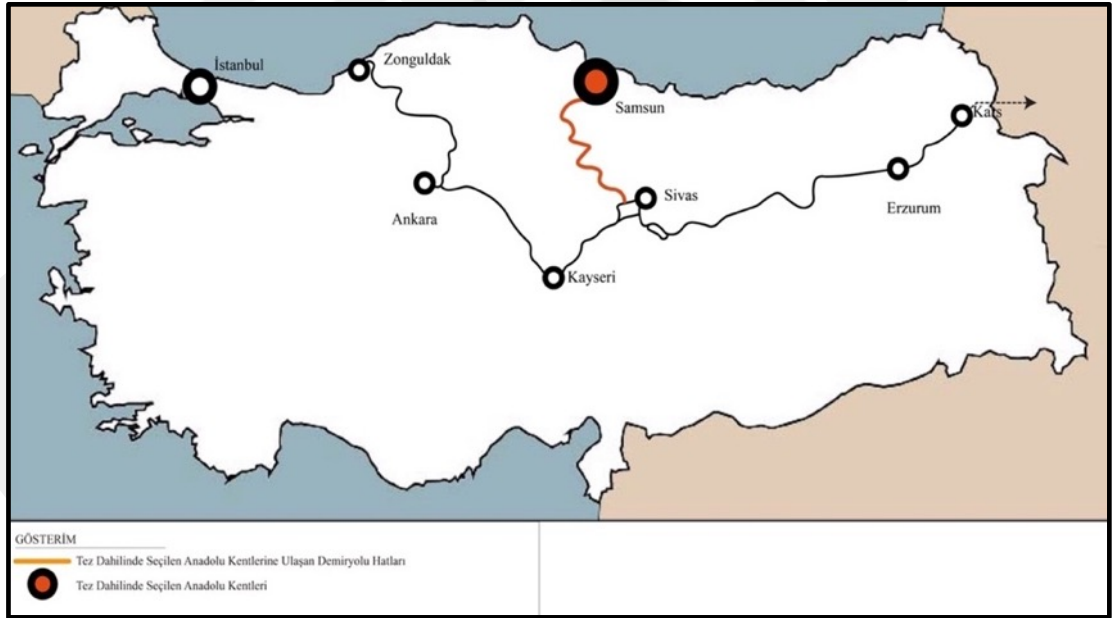 İstanbul
Zonguldak
Samsun
Kars
Sivas
Erzurum
Ankara
Kayseri
GÖSTERİM
Tez Dahilinde Seçilen Anadolu Kentlerine Ulaşan Demiryolu Hatları
Tez Dahilinde Seçilen Anadolu Kentleri